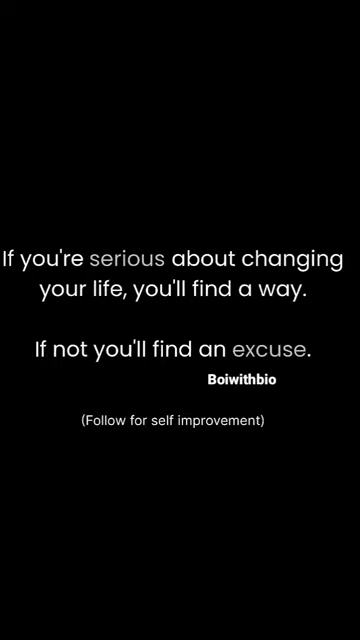 If you're serious about changing
your life, you'll find a way.
If not you'll find an excuse.
Boiwithbio
(Follow for self improvement)